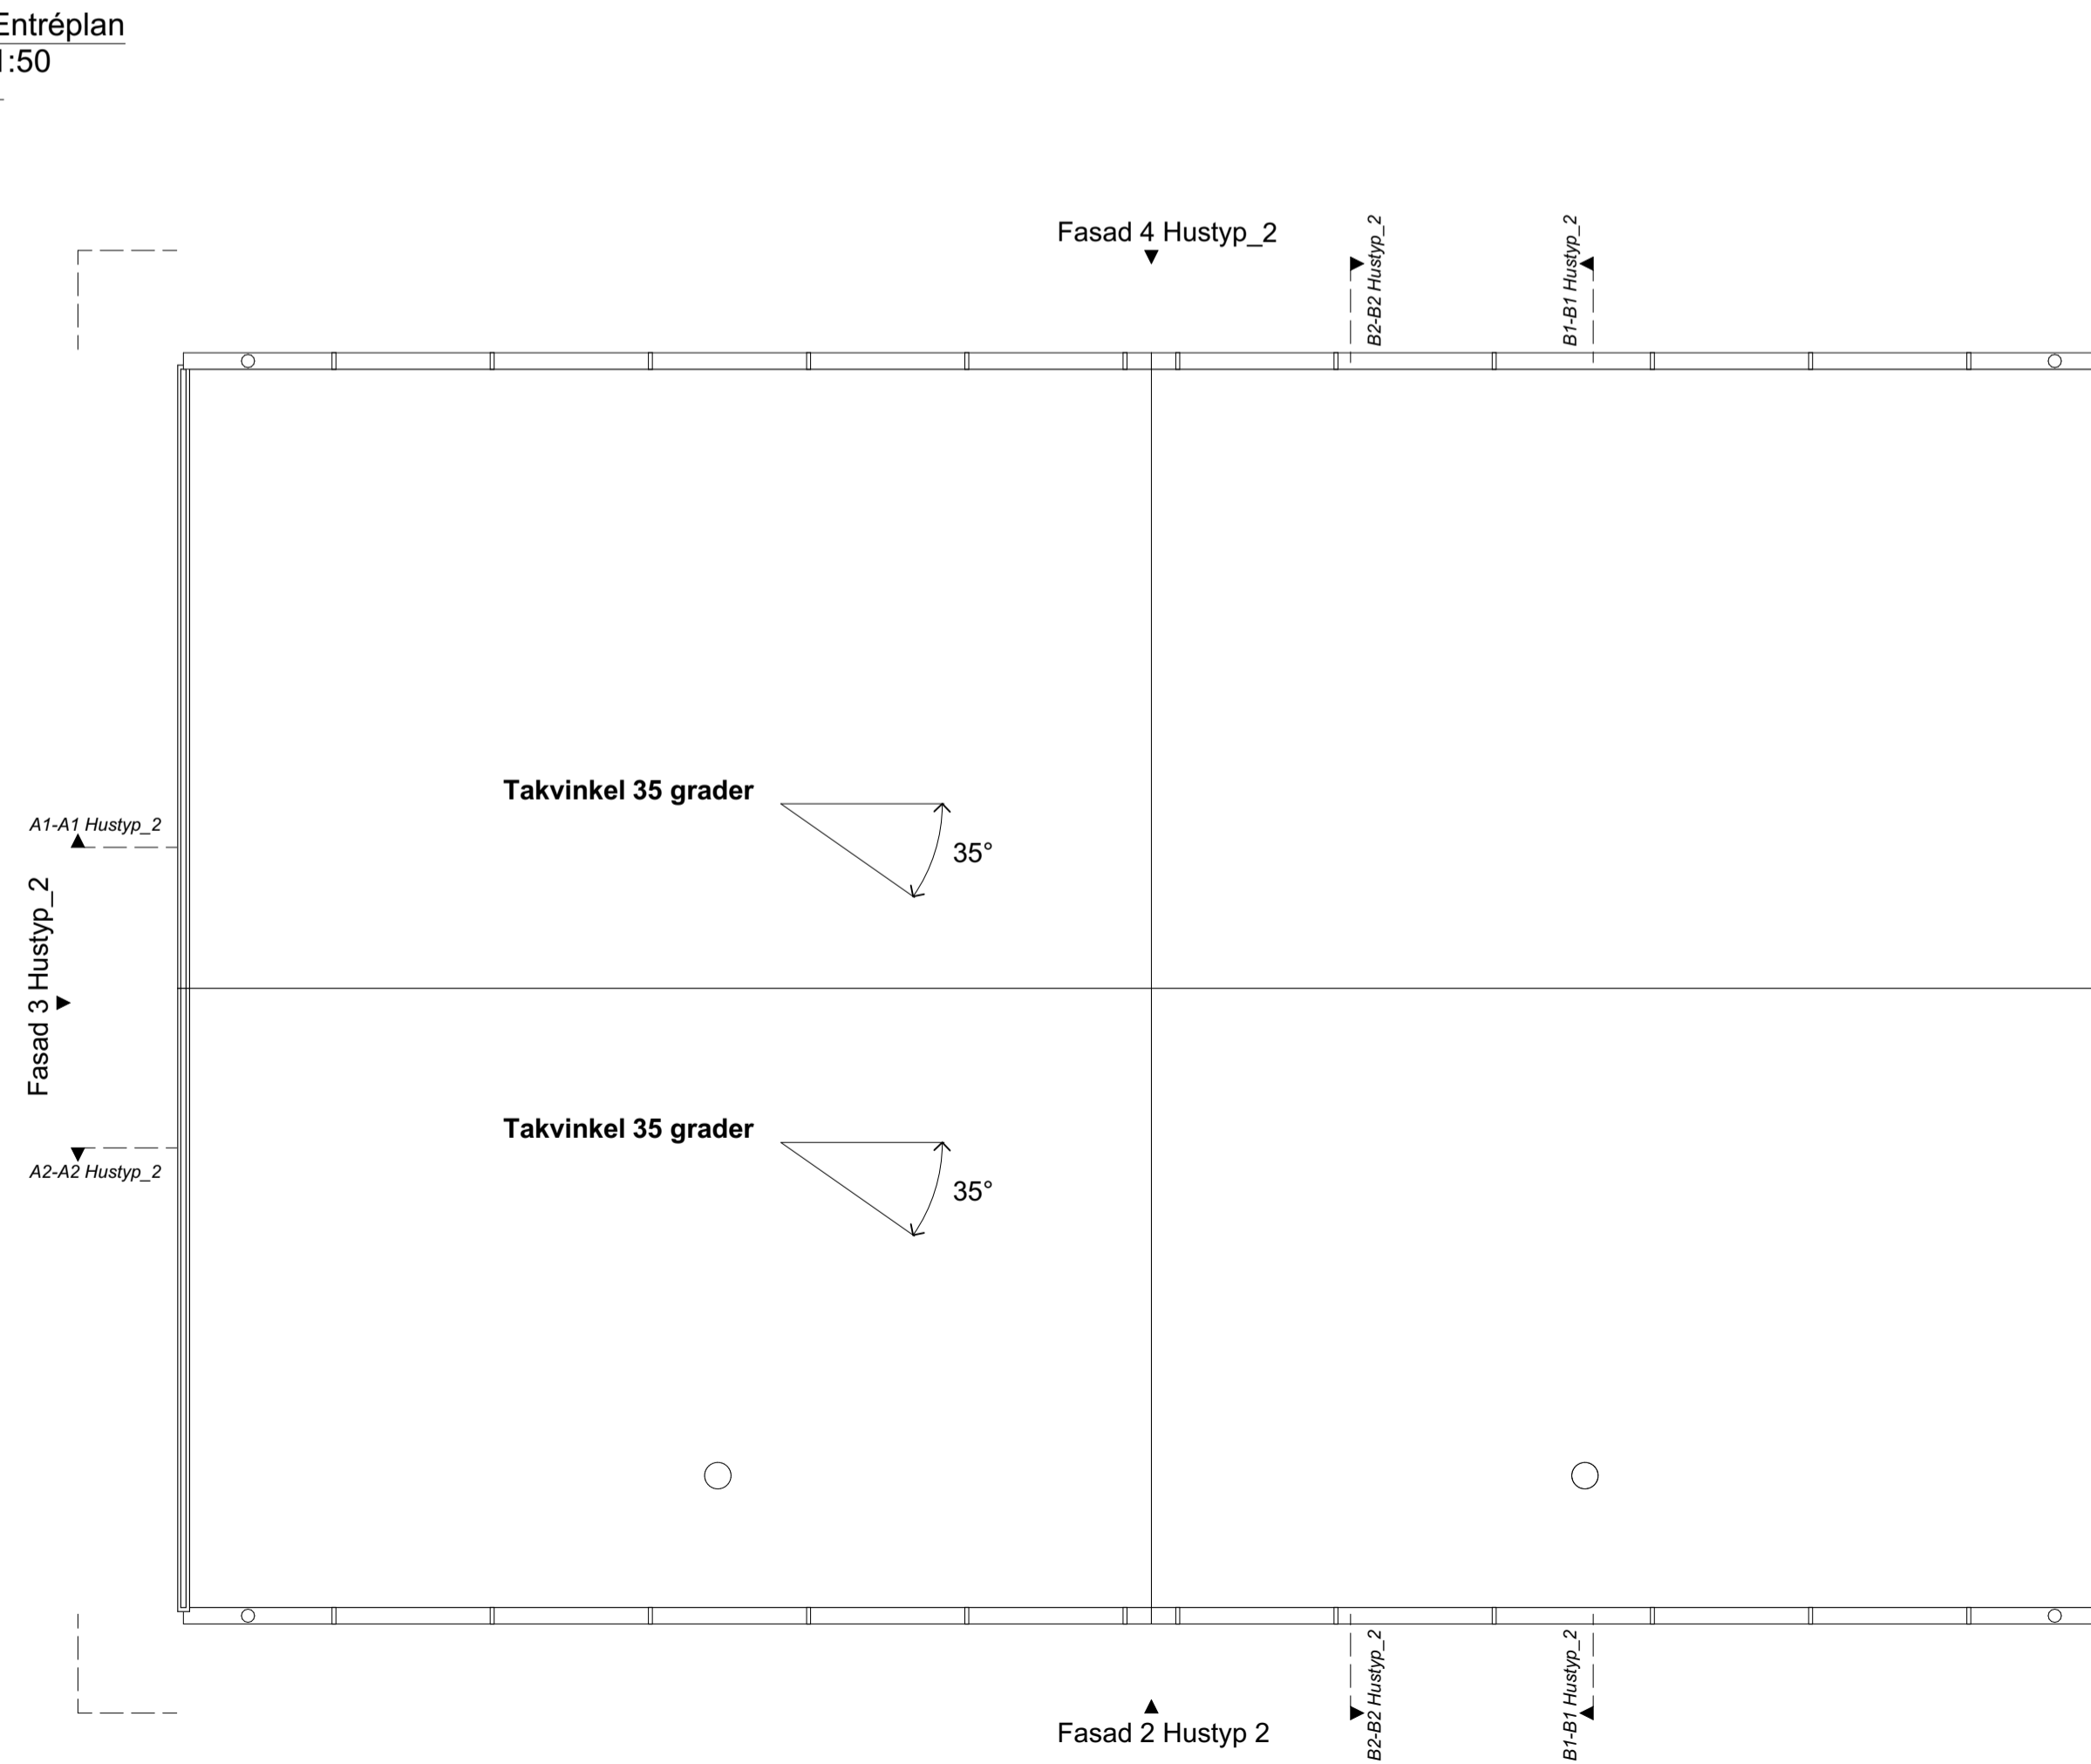 Entréplan
1:50
Fasad 4 Hustyp_2
B2-B2 Hustyp_2
B1-B1 Hustyp_2
Takvinkel 35 grader
35°
A1-A1 Hustyp_2
Fasad 3 Hustyp_2
Takvinkel 35 grader
35°
A2-A2 Hustyp_2
B2-B2 Hustyp_2
B1-B1 Hustyp_2
Fasad 2 Hustyp 2